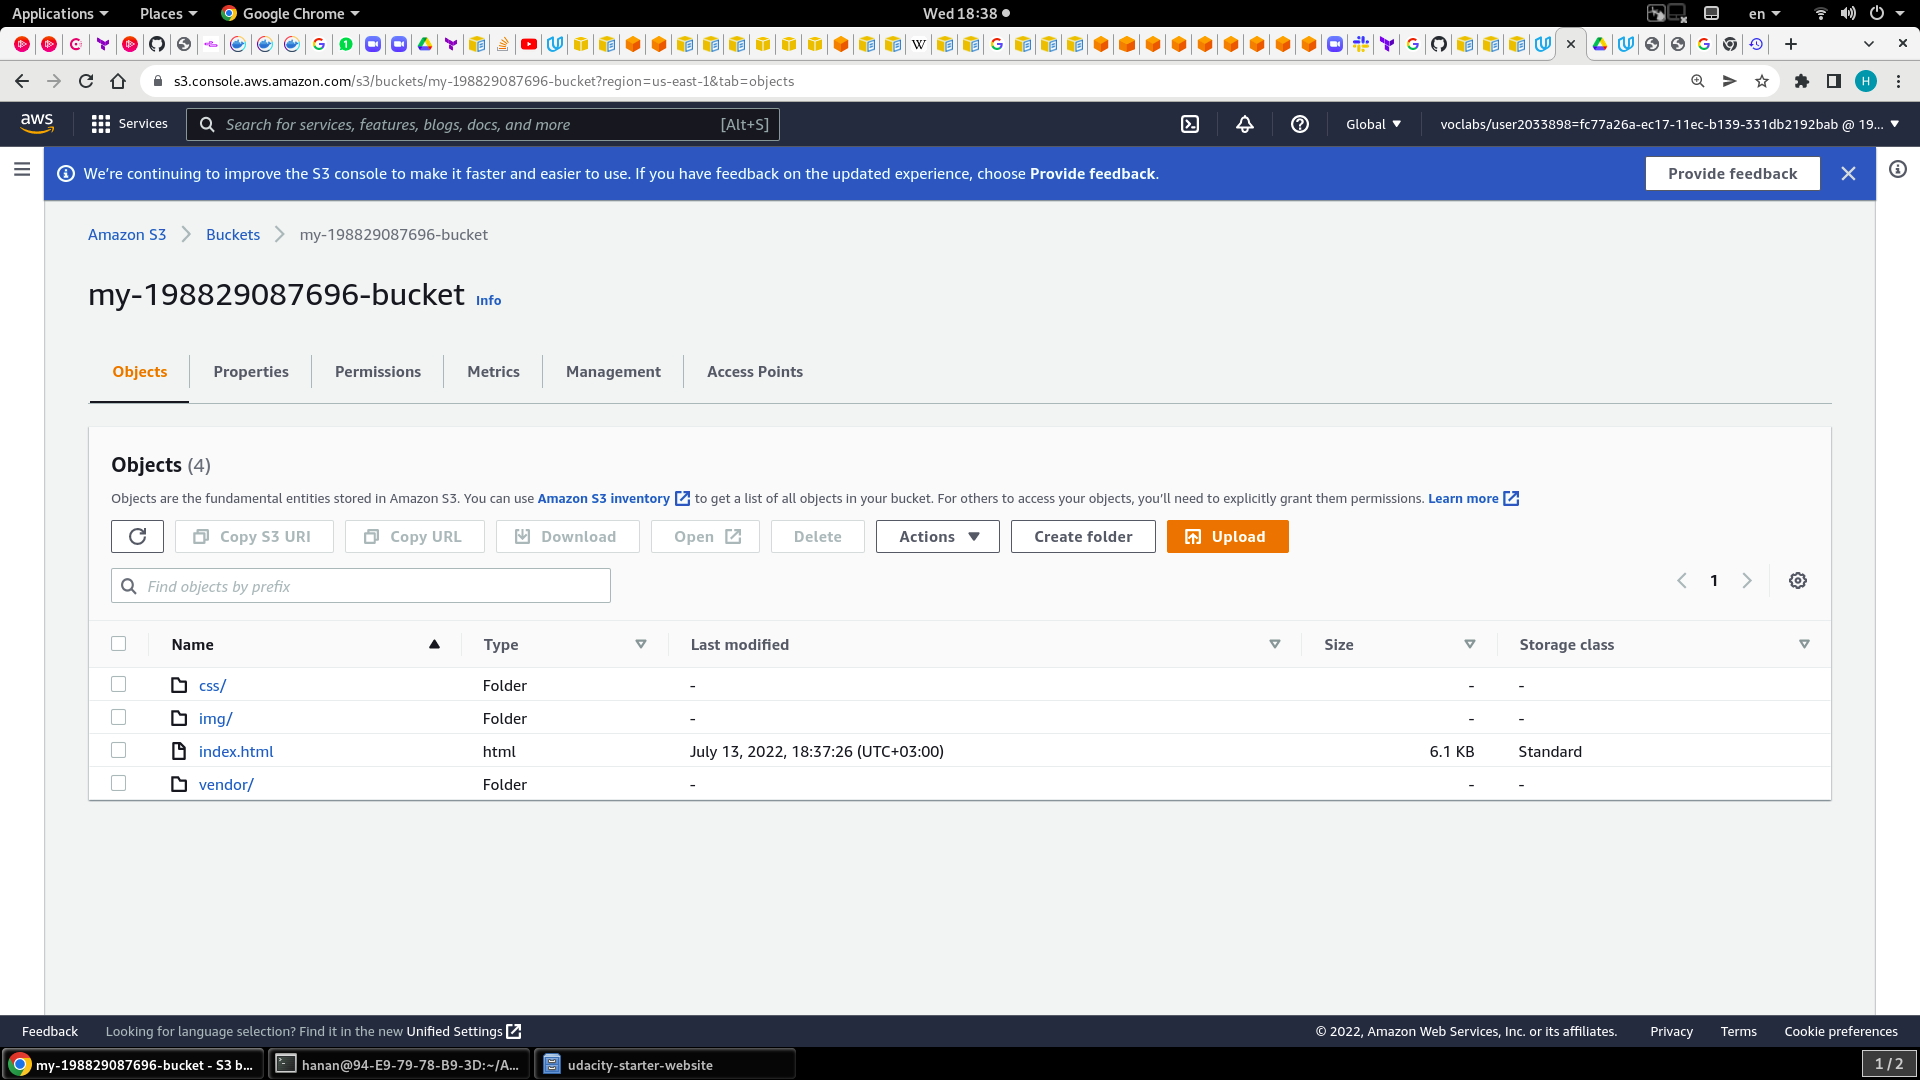 Applications Places Google Chrome Wed 18:38 en
s3.console.aws.amazon.com/s3/buckets/my-198829087696-bucket?region=us-east-1&tab=objects H
aws Services Search for services, features, blogs, docs, and more [Alt+S] Global voclabs/user2033898=fc77a26a-ec17-11ec-b139-331db2192bab @ 19...
We're continuing to improve the S3 console to make it faster and easier to use. If you have feedback on the updated experience, choose Provide feedback. Provide feedback
Amazon S3 Buckets my-198829087696-bucket
my-198829087696-bucket Info
Objects Properties Permissions Metrics Management Access Points
Objects (4)
Objects are the fundamental entities stored in Amazon S3. You can use Amazon S3 inventory to get a list of all objects in your bucket. For others to access your objects, you'll need to explicitly grant them permissions. Learn more
Copy S3 URI Copy URL Download Open Delete Actions Create folder Upload
Find objects by prefix 1
Name Type Last modified Size Storage class
css/ Folder - - -
img/ Folder - - -
index.html html July 13, 2022, 18:37:26 (UTC+03:00) 6.1 KB Standard
vendor/ Folder - - -
Feedback Looking for language selection? Find it in the new Unified Settings © 2022, Amazon Web Services, Inc. or its affiliates. Privacy Terms Cookie preferences
my-198829087696-bucket - S3 b... hanan@94-E9-79-78-B9-3D:~/A... udacity-starter-website 1 / 2